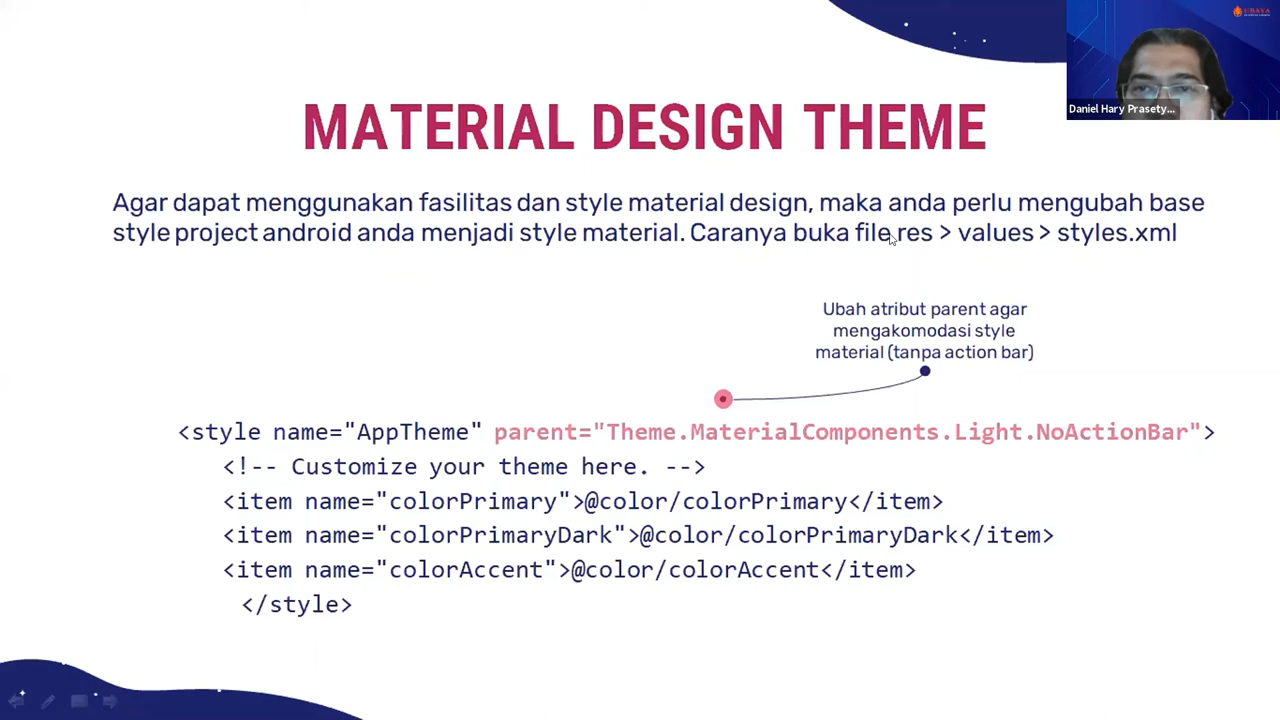 UBAYA
Daniel Hary Prasety...
MATERIAL DESIGN THEME
Agar dapat menggunakan fasilitas dan style material design, maka anda perlu mengubah base
style project android anda menjadi style material. Caranya buka file res > values > styles.xml
Ubah atribut parent agar
mengakomodasi style
material (tanpa action bar)
<style name="AppTheme" parent="Theme.MaterialComponents.Light.NoActionBar">
<!-- Customize your theme here. -->
<item name="colorPrimary">@color/colorPrimary</item>
<item name="colorPrimaryDark">@color/colorPrimaryDark</item>
<item name="colorAccent">@color/colorAccent</item>
</style>